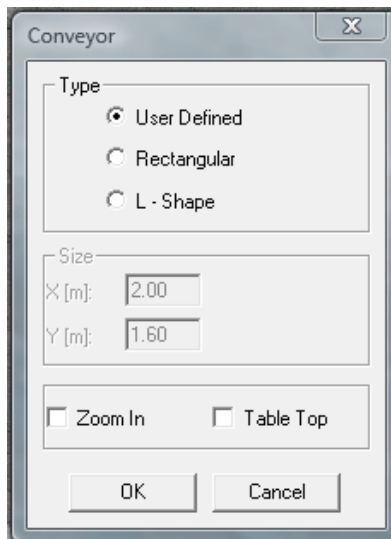 Conveyor
Type
User Defined
Rectangular
L - Shape
Size
X [m]: 2.00
Y [m]: 1.60
Zoom In Table Top
OK Cancel